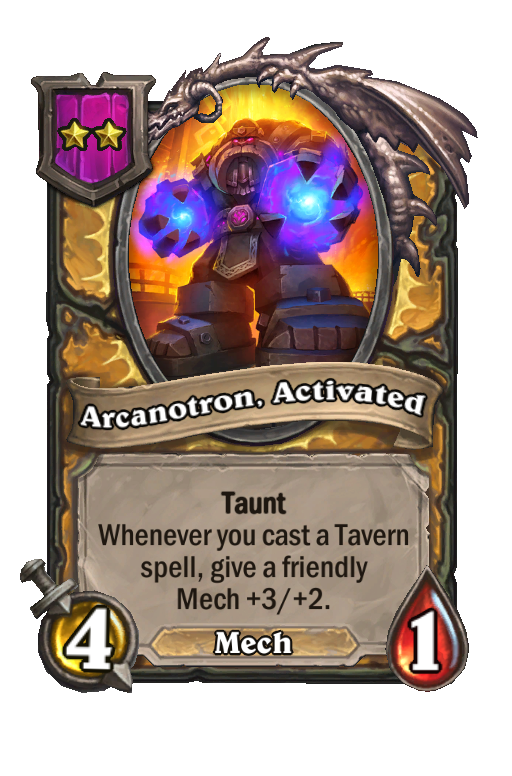 Arcanotron, Activated
Taunt
Whenever you cast a Tavern
spell, give a friendly
Mech +3/+2.
4
Mech
1